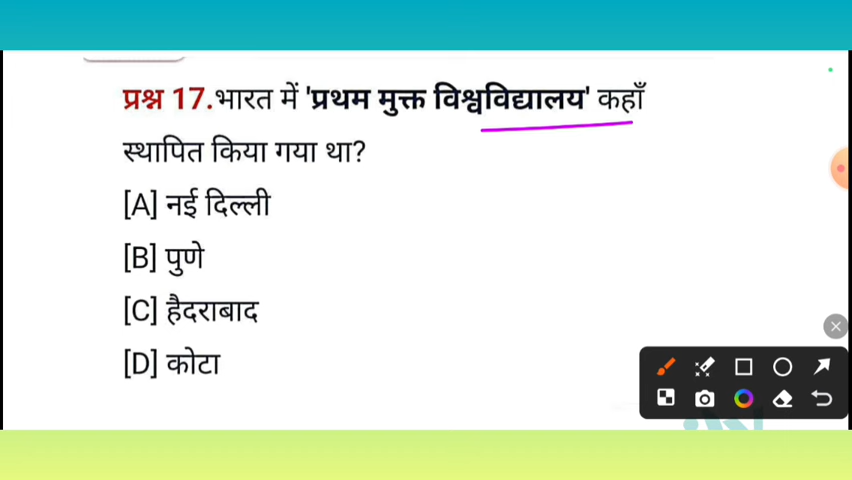 प्रश्न 17.भारत में 'प्रथम मुक्त विश्वविद्यालय' कहाँ
स्थापित किया गया था?
[A] नई दिल्ली
[B] पुणे
[C] हैदराबाद
[D] कोटा